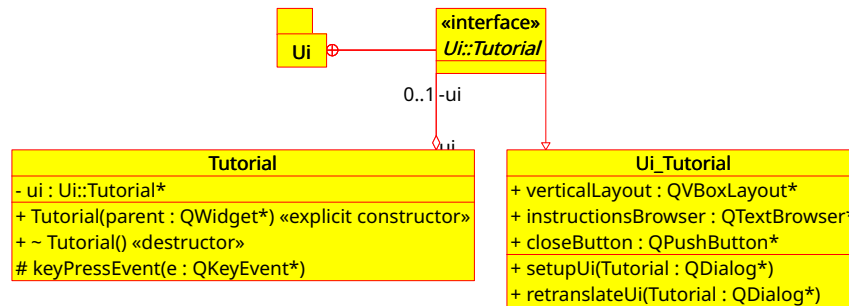 «interface»
Ui::Tutorial
Ui
0..1 -ui
ui
Tutorial
- ui : Ui::Tutorial*
+ Tutorial(parent : QWidget*) «explicit constructor»
+ ~ Tutorial() «destructor»
# keyPressEvent(e : QKeyEvent*)
Ui_Tutorial
+ verticalLayout : QVBoxLayout*
+ instructionsBrowser : QTextBrowser*
+ closeButton : QPushButton*
+ setupUi(Tutorial : QDialog*)
+ retranslateUi(Tutorial : QDialog*)